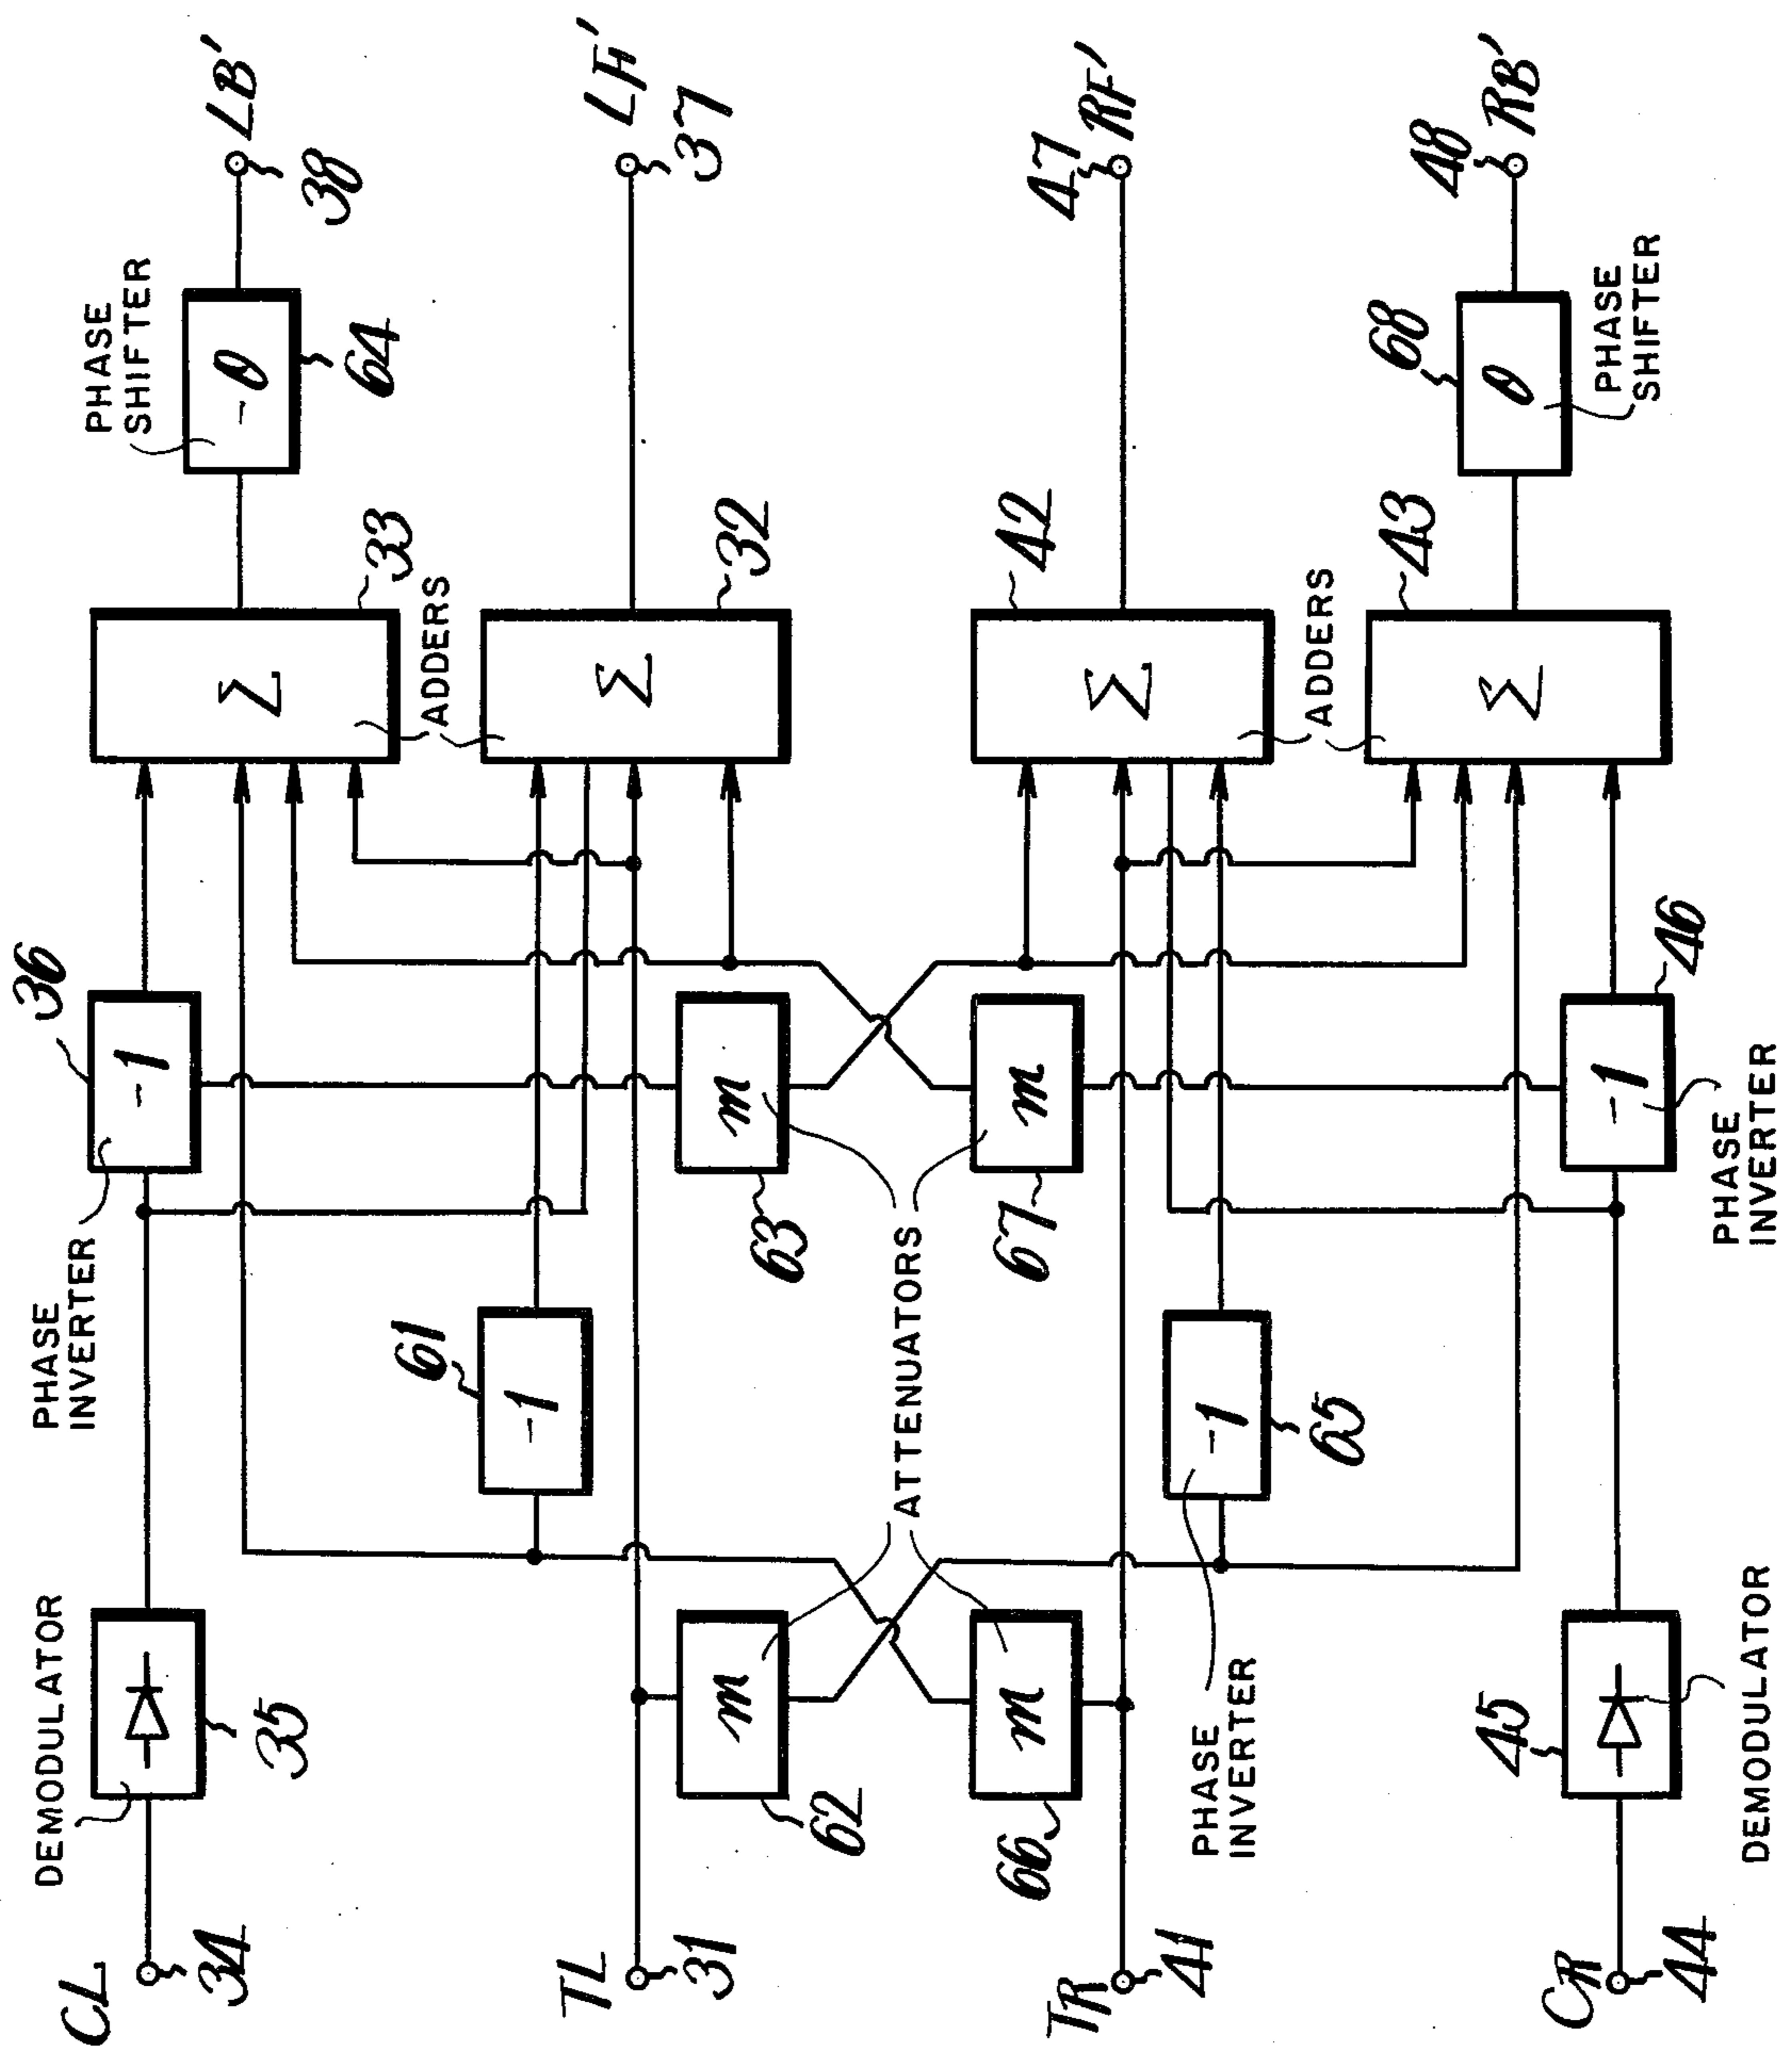 CL
34
DEMODULATOR
35
PHASE
INVERTER
36
-1
Σ
33
PHASE
SHIFTER
-θ
64
LB'
38
TL
31
61
-1
ADDERS
Σ
32
LF'
37
62
m
63
m
ATTENUATORS
66
m
67
m
TR
41
PHASE
INVERTER
-1
65
Σ
42
ADDERS
47
RF'
CR
44
45
DEMODULATOR
-1
46
PHASE
INVERTER
Σ
43
θ
68
PHASE
SHIFTER
48
RB'